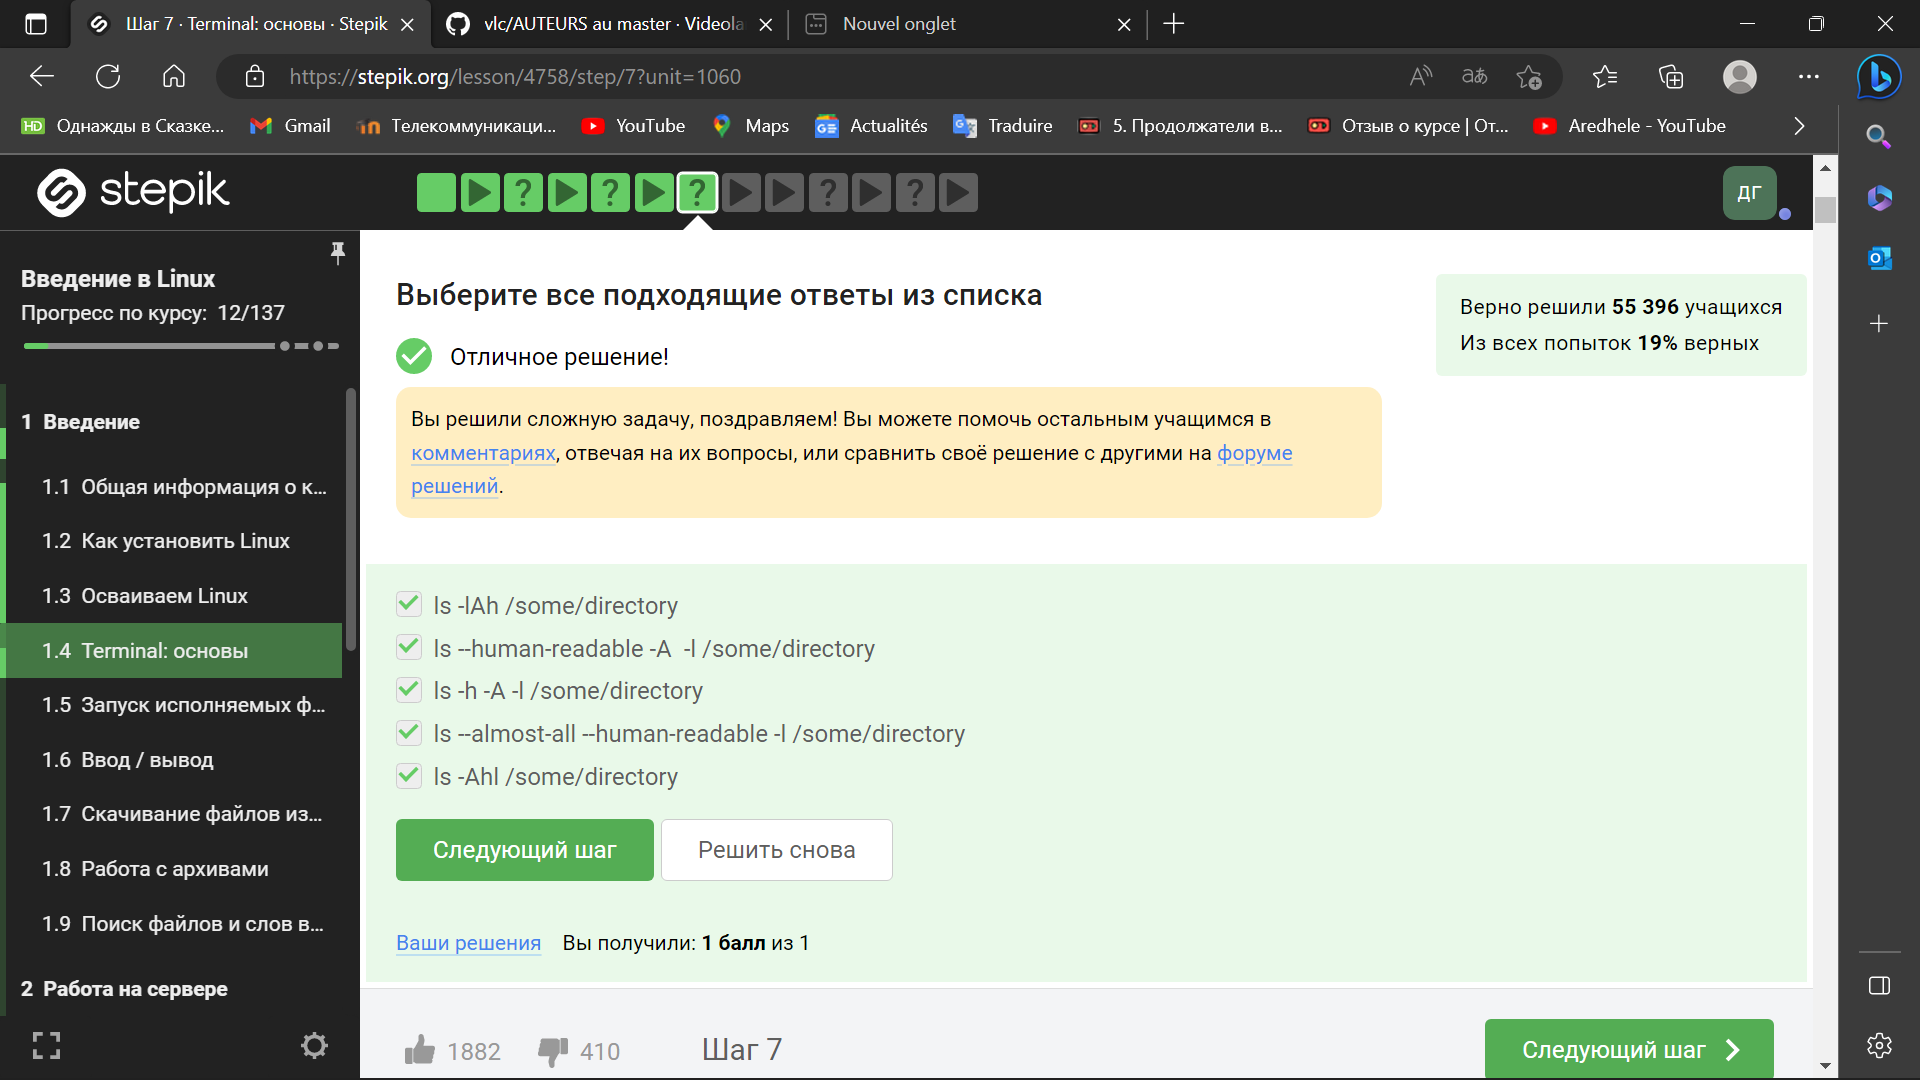 Шаг 7 · Terminal: основы · Stepik
vlc/AUTEURS au master · Videola
Nouvel onglet
https://stepik.org/lesson/4758/step/7?unit=1060
Однажды в Сказке...
Gmail
Телекоммуникаци...
YouTube
Maps
Actualités
Traduire
5. Продолжатели в...
Отзыв о курсе | От...
Aredhele - YouTube
stepik
ДГ
Введение в Linux
Прогресс по курсу: 12/137
1 Введение
1.1 Общая информация о к...
1.2 Как установить Linux
1.3 Осваиваем Linux
1.4 Terminal: основы
1.5 Запуск исполняемых ф...
1.6 Ввод / вывод
1.7 Скачивание файлов из...
1.8 Работа с архивами
1.9 Поиск файлов и слов в...
2 Работа на сервере
Выберите все подходящие ответы из списка
Отличное решение!
Верно решили 55 396 учащихся
Из всех попыток 19% верных
Вы решили сложную задачу, поздравляем! Вы можете помочь остальным учащимся в
комментариях, отвечая на их вопросы, или сравнить своё решение с другими на форуме
решений.
ls -lAh /some/directory
ls --human-readable -A  -l /some/directory
ls -h -A -l /some/directory
ls --almost-all --human-readable -l /some/directory
ls -Ahl /some/directory
Следующий шаг
Решить снова
Ваши решения
Вы получили: 1 балл из 1
1882
410
Шаг 7
Следующий шаг